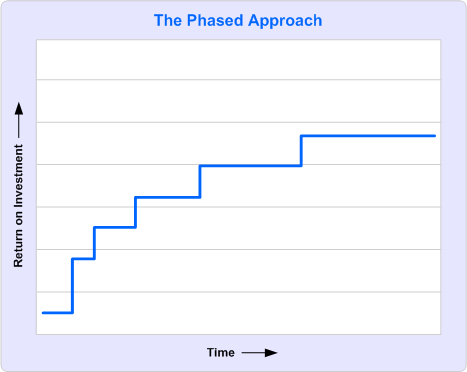 The Phased Approach
Return on Investment
Time